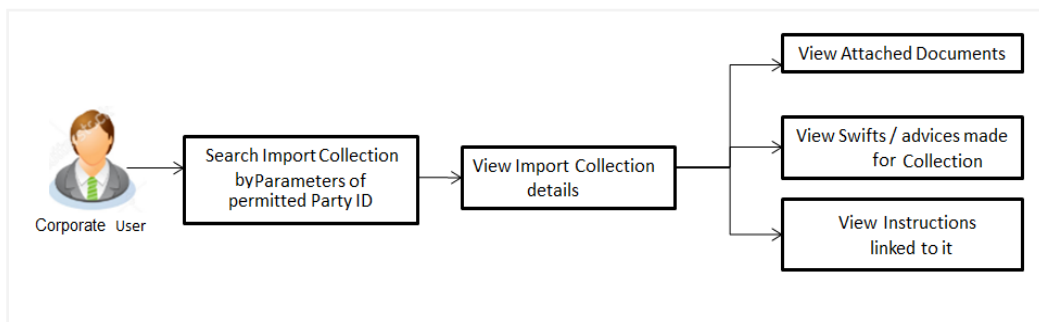 Corporate User
Search Import Collection
byParameters of
permitted Party ID
View Import Collection
details
View Attached Documents
View Swifts / advices made
for Collection
View Instructions
linked to it